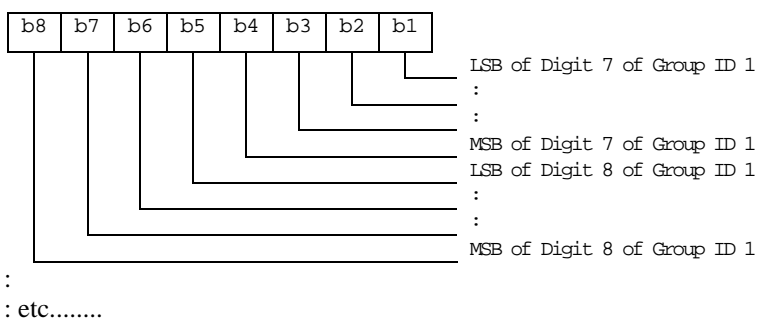 b8 b7 b6 b5 b4 b3 b2 b1
LSB of Digit 7 of Group ID 1
:
:
MSB of Digit 7 of Group ID 1
LSB of Digit 8 of Group ID 1
:
:
MSB of Digit 8 of Group ID 1
:
: etc........